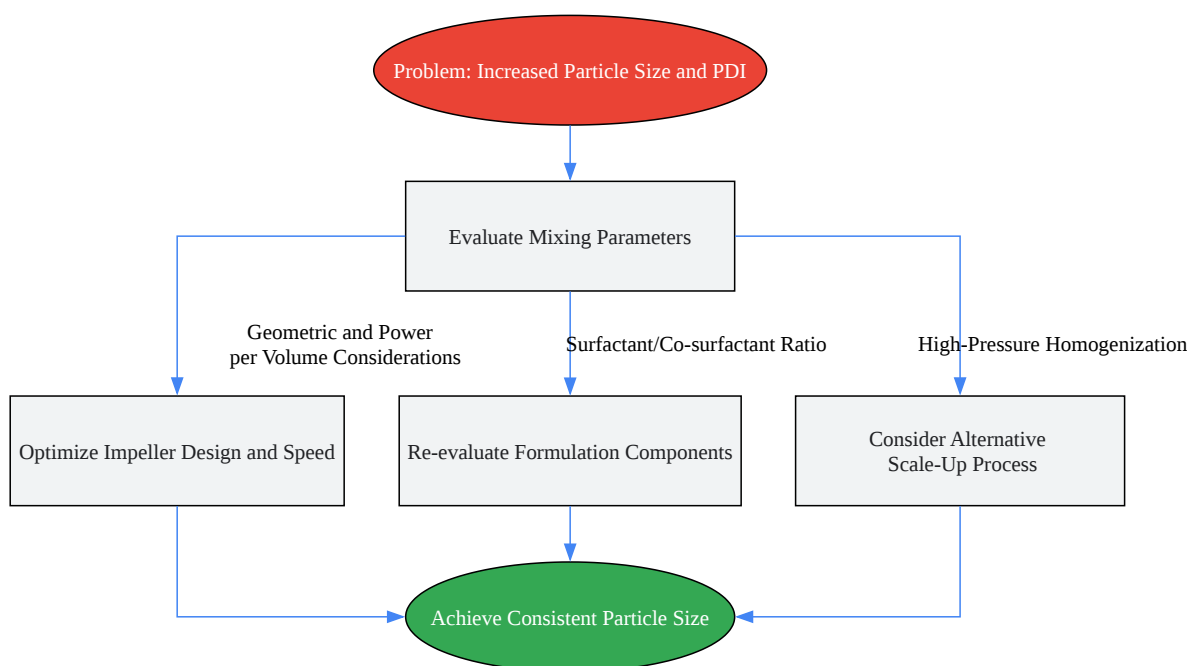 Problem: Increased Particle Size and PDI
Evaluate Mixing Parameters
Geometric and Power
per Volume Considerations
Surfactant/Co-surfactant Ratio
High-Pressure Homogenization
Optimize Impeller Design and Speed
Re-evaluate Formulation Components
Consider Alternative
Scale-Up Process
Achieve Consistent Particle Size